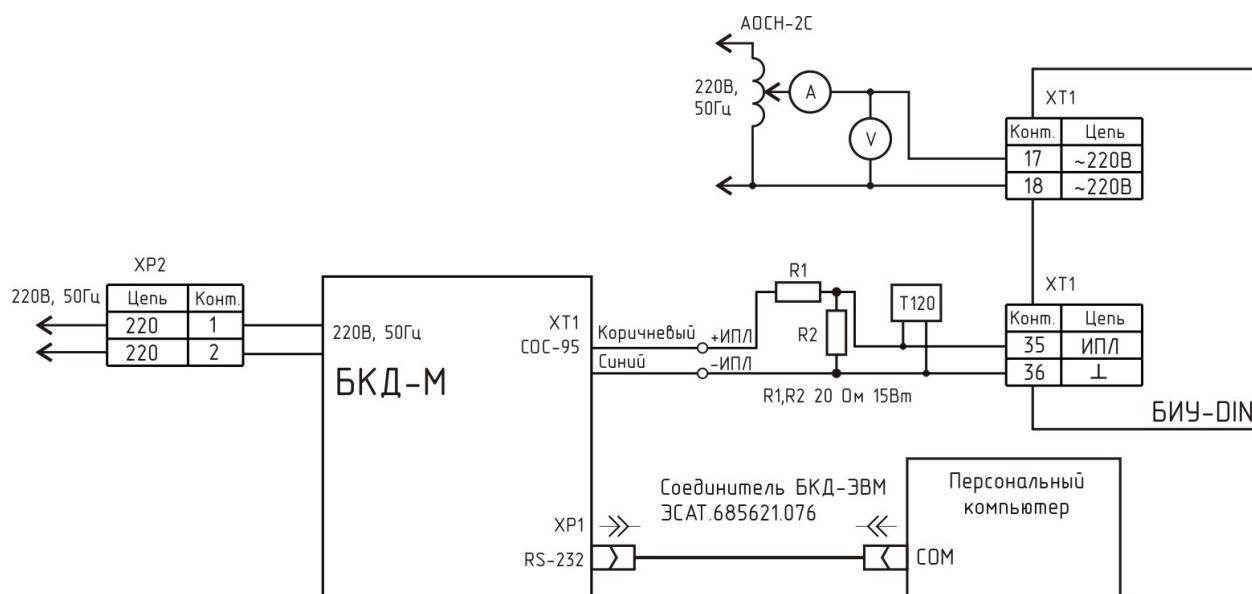 АОСН-2С
220В,
50Гц
A
V
XT1
Конт. Цепь
17 ~220В
18 ~220В
XP2
220В, 50Гц
Цепь Конт.
220 1
220 2
220В, 50Гц
БКД-М
XT1
СОС-95
Коричневый
+ИПЛ
Синий
-ИПЛ
R1
R2
T120
R1,R2 20 Ом 15Вт
XT1
Конт. Цепь
35 ИПЛ
36 ⊥
БИУ-DIN
Соединитель БКД-ЭВМ
ЭСАТ.685621.076
XP1
RS-232
Персональный
компьютер
COM